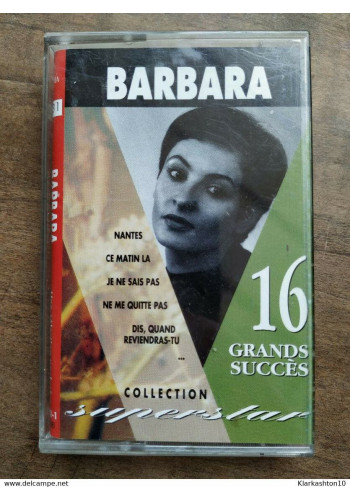 BARBARA
BARBARA
NANTES
CE MATIN LA
JE NE SAIS PAS
NE ME QUITTE PAS
DIS, QUAND
REVIENDRAS-TU
...
16
GRANDS
SUCCÈS
COLLECTION
superstar
www.delcampe.net
Klarkashton10